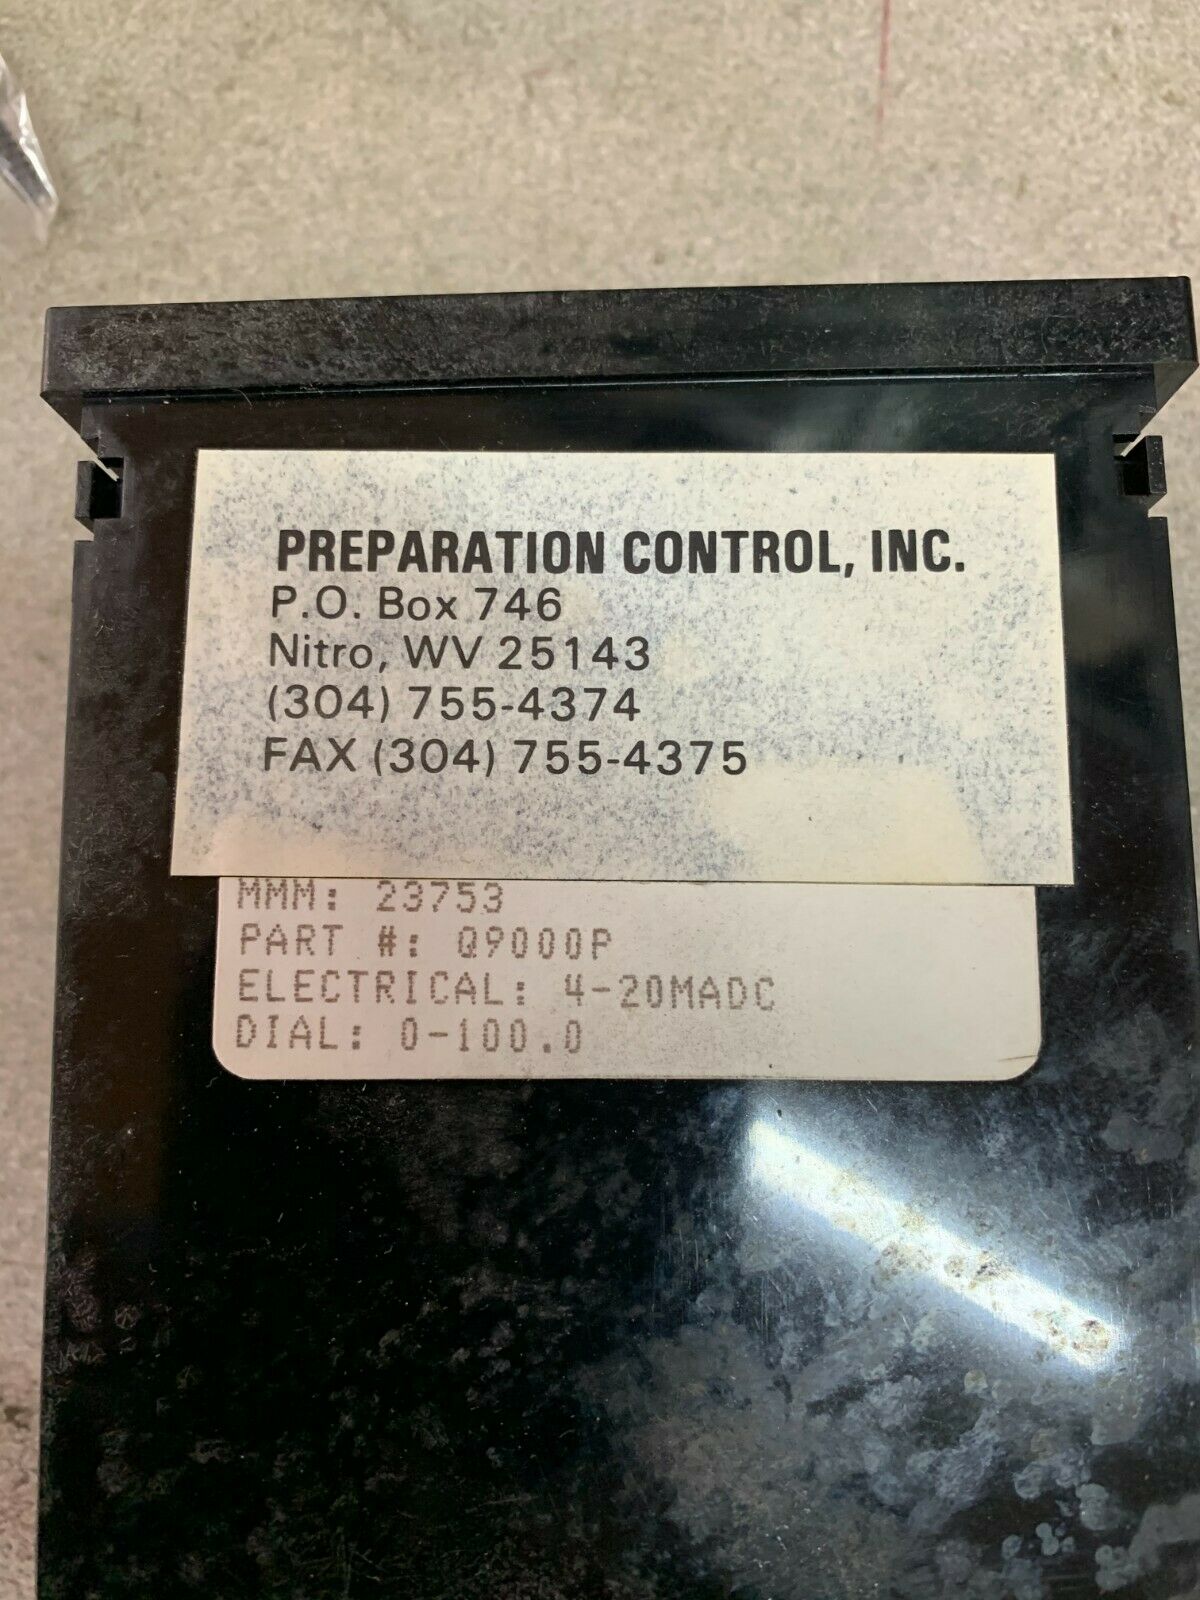 PREPARATION CONTROL, INC.
P.O. Box 746
Nitro, WV 25143
(304) 755-4374
FAX (304) 755-4375
MMM: 23753
PART #: Q9000P
ELECTRICAL: 4-20MADC
DIAL: 0-100.0